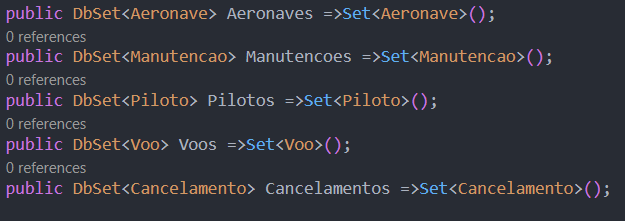 public DbSet<Aeronave> Aeronaves =>Set<Aeronave>();
0 references
public DbSet<Manutencao> Manutencoes =>Set<Manutencao>();
0 references
public DbSet<Piloto> Pilotos =>Set<Piloto>();
0 references
public DbSet<Voo> Voos =>Set<Voo>();
0 references
public DbSet<Cancelamento> Cancelamentos =>Set<Cancelamento>();